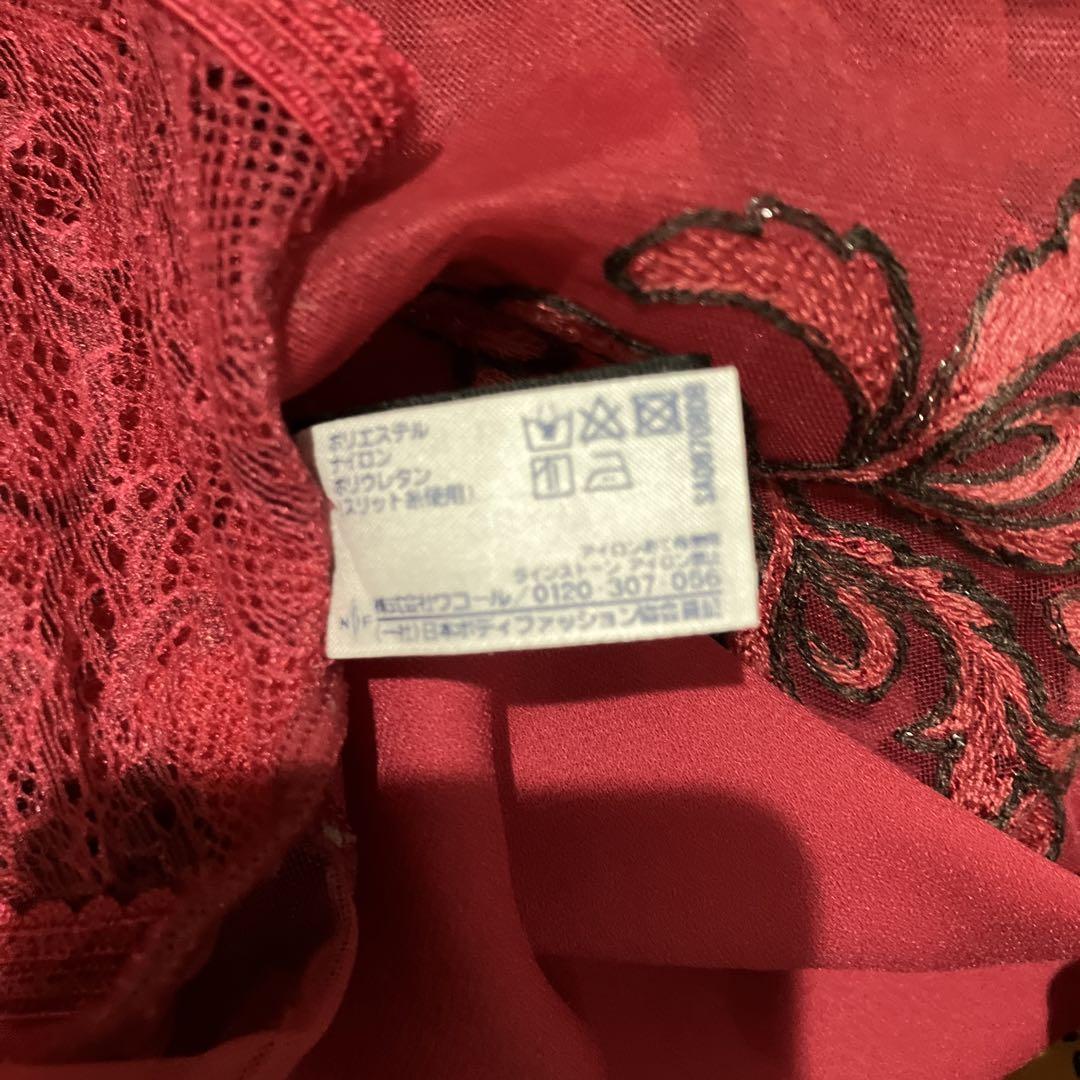 ポリエステル
ナイロン
ポリウレタン
(スリット糸使用)
アイロンあて布使用
ラインストーン アイロン禁止
株式会社ワコール/0120-307-056
(一社)日本ボディファッション協会員